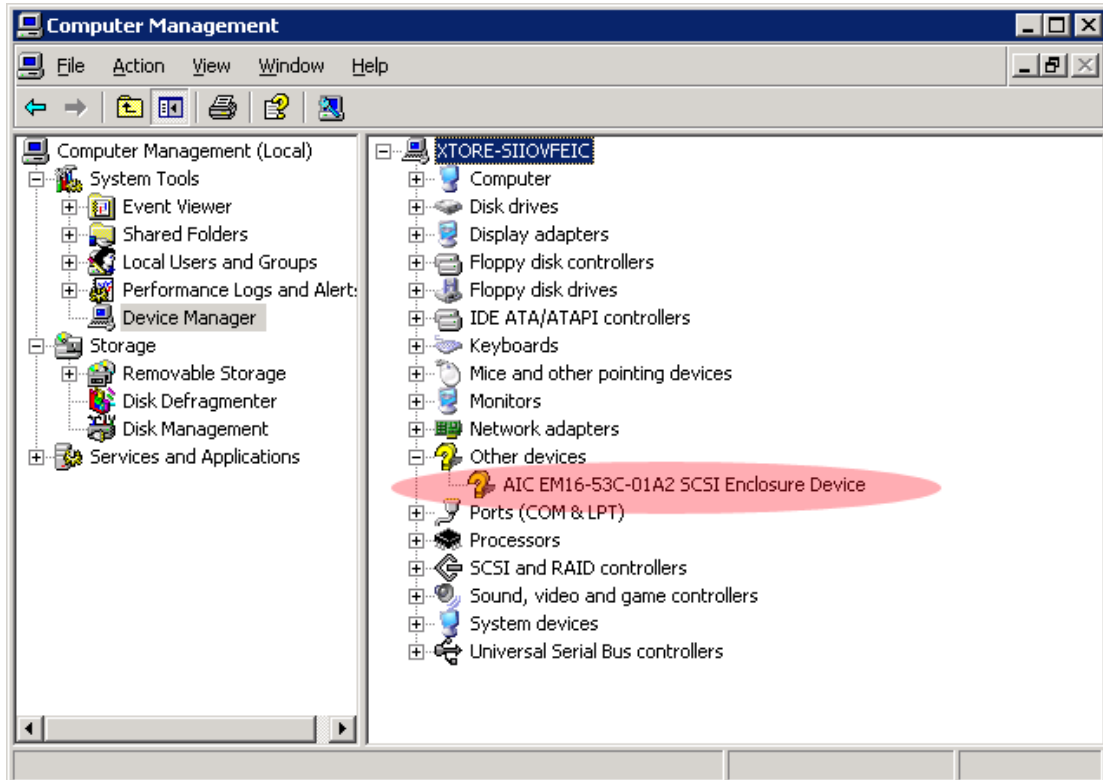 Computer Management
File Action View Window Help
Computer Management (Local)
System Tools
Event Viewer
Shared Folders
Local Users and Groups
Performance Logs and Alert:
Device Manager
Storage
Removable Storage
Disk Defragmenter
Disk Management
Services and Applications
XTORE-SIIOVFEIC
Computer
Disk drives
Display adapters
Floppy disk controllers
Floppy disk drives
IDE ATA/ATAPI controllers
Keyboards
Mice and other pointing devices
Monitors
Network adapters
Other devices
AIC EM16-53C-01A2 SCSI Enclosure Device
Ports (COM & LPT)
Processors
SCSI and RAID controllers
Sound, video and game controllers
System devices
Universal Serial Bus controllers